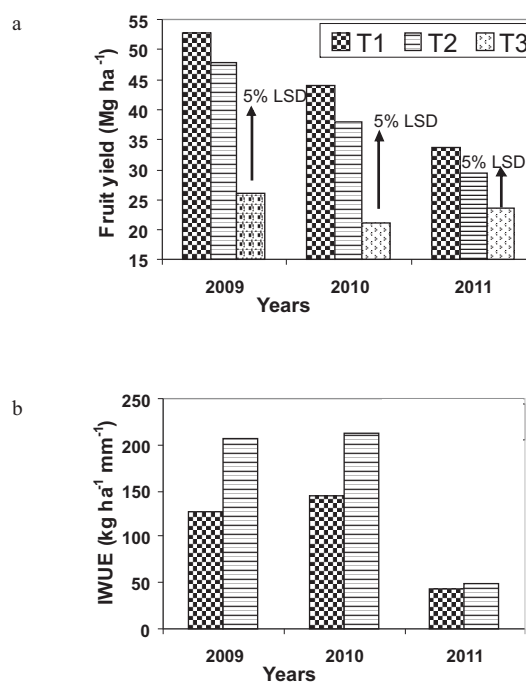 a
Fruit yield (Mg ha-1)
55
50
45
40
35
30
25
20
15
T1 T2 T3
5% LSD
5% LSD
5% LSD
2009 2010 2011
Years
b
IWUE (kg ha-1 mm-1)
250
200
150
100
50
0
2009 2010 2011
Years